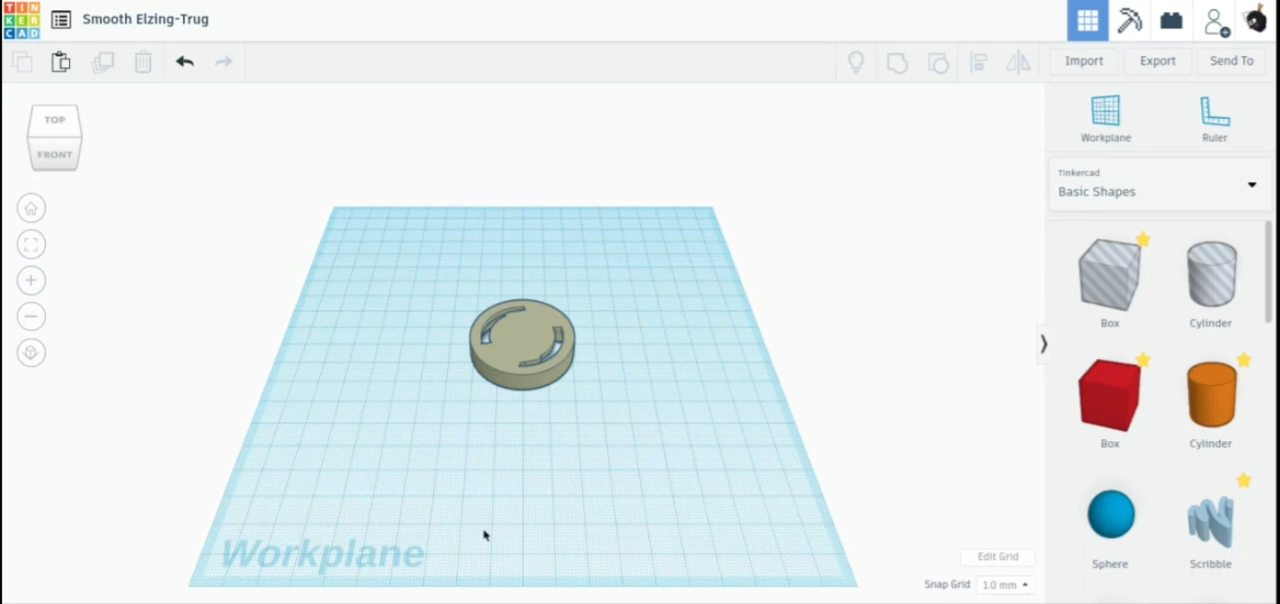 TIN
KER
CAD
Smooth Elzing-Trug
Import
Export
Send To
TOP
FRONT
Workplane
Ruler
Tinkercad
Basic Shapes
Box
Cylinder
Box
Cylinder
Sphere
Scribble
Workplane
Edit Grid
Snap Grid
1.0 mm